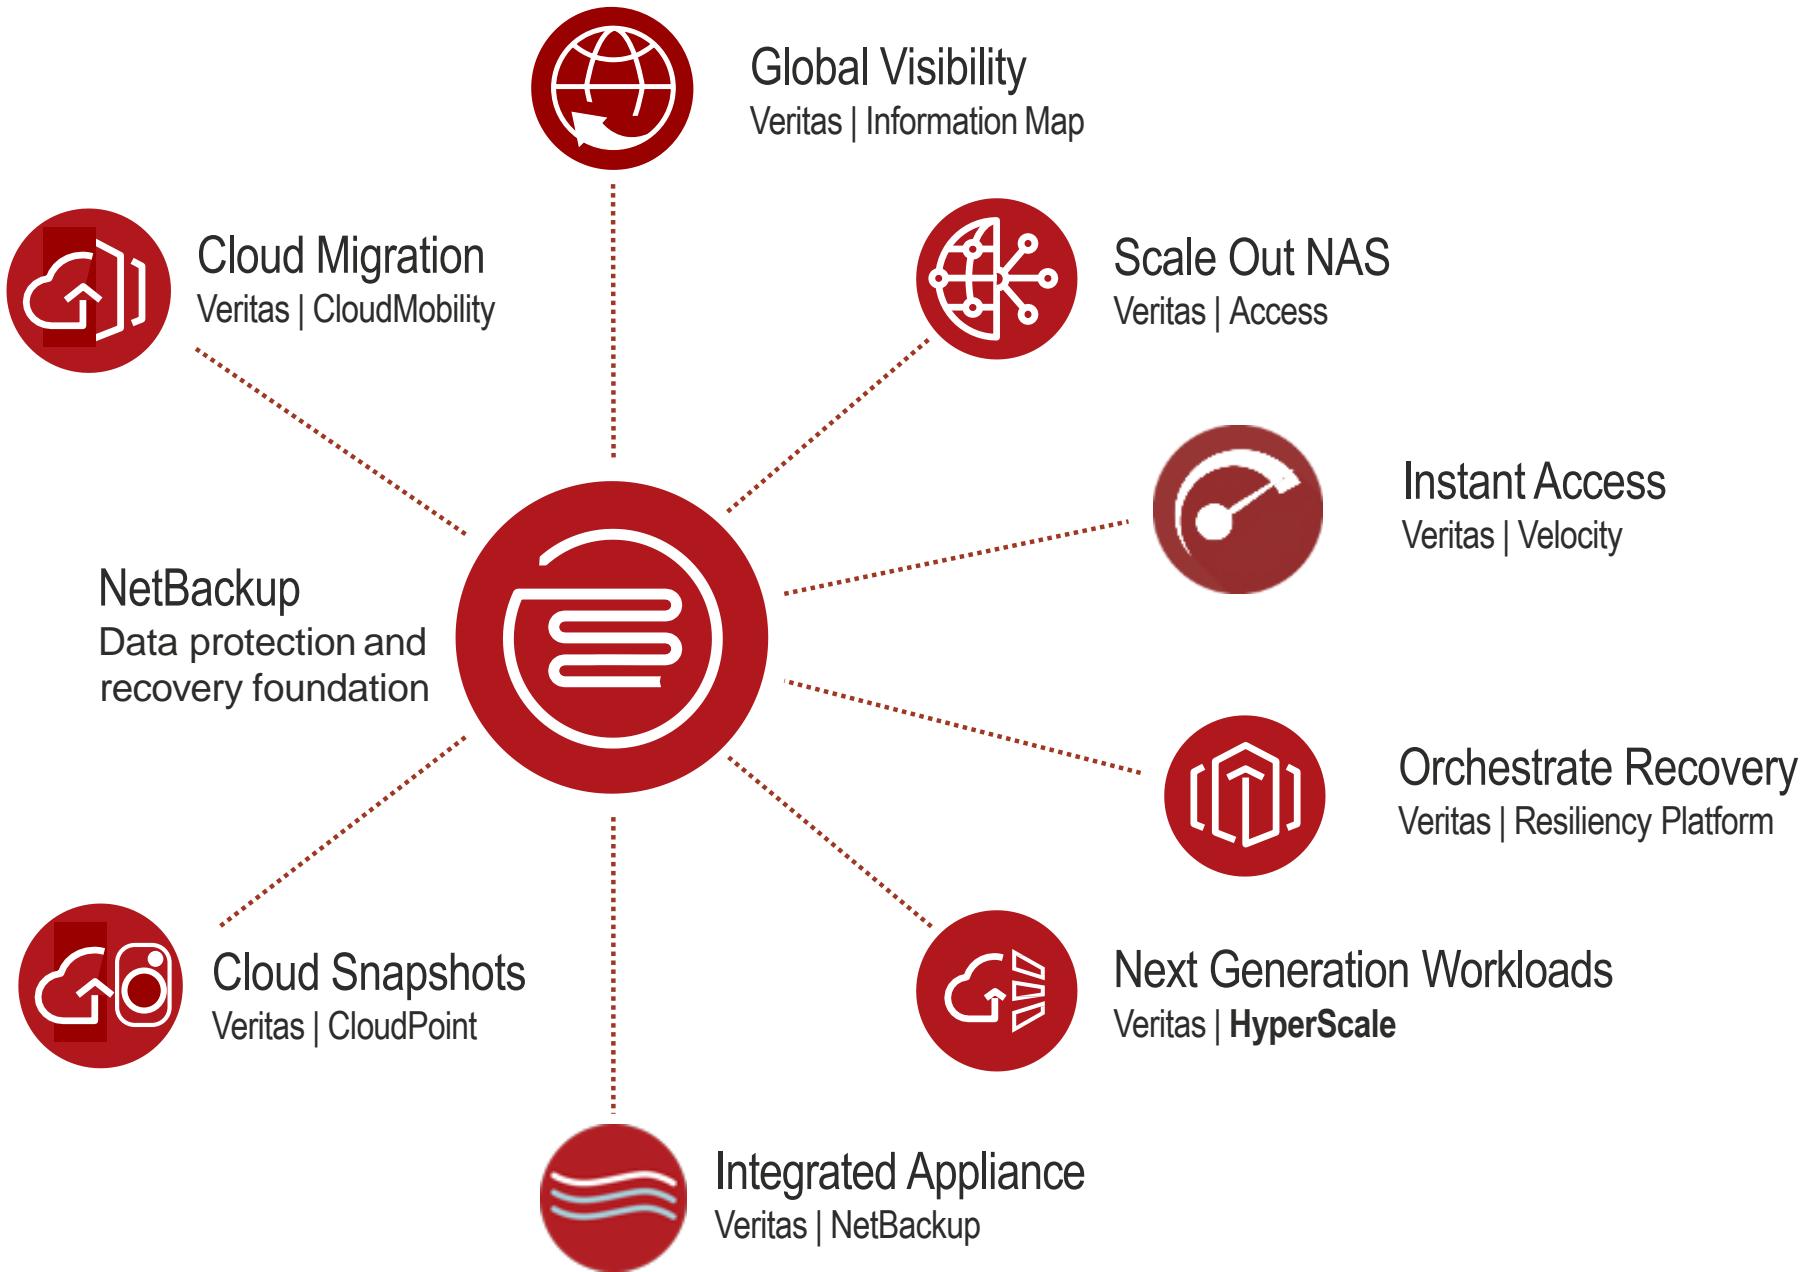 Global Visibility
Veritas | Information Map
Cloud Migration
Veritas | CloudMobility
Scale Out NAS
Veritas | Access
Instant Access
Veritas | Velocity
NetBackup
Data protection and
recovery foundation
Orchestrate Recovery
Veritas | Resiliency Platform
Cloud Snapshots
Veritas | CloudPoint
Next Generation Workloads
Veritas | HyperScale
Integrated Appliance
Veritas | NetBackup